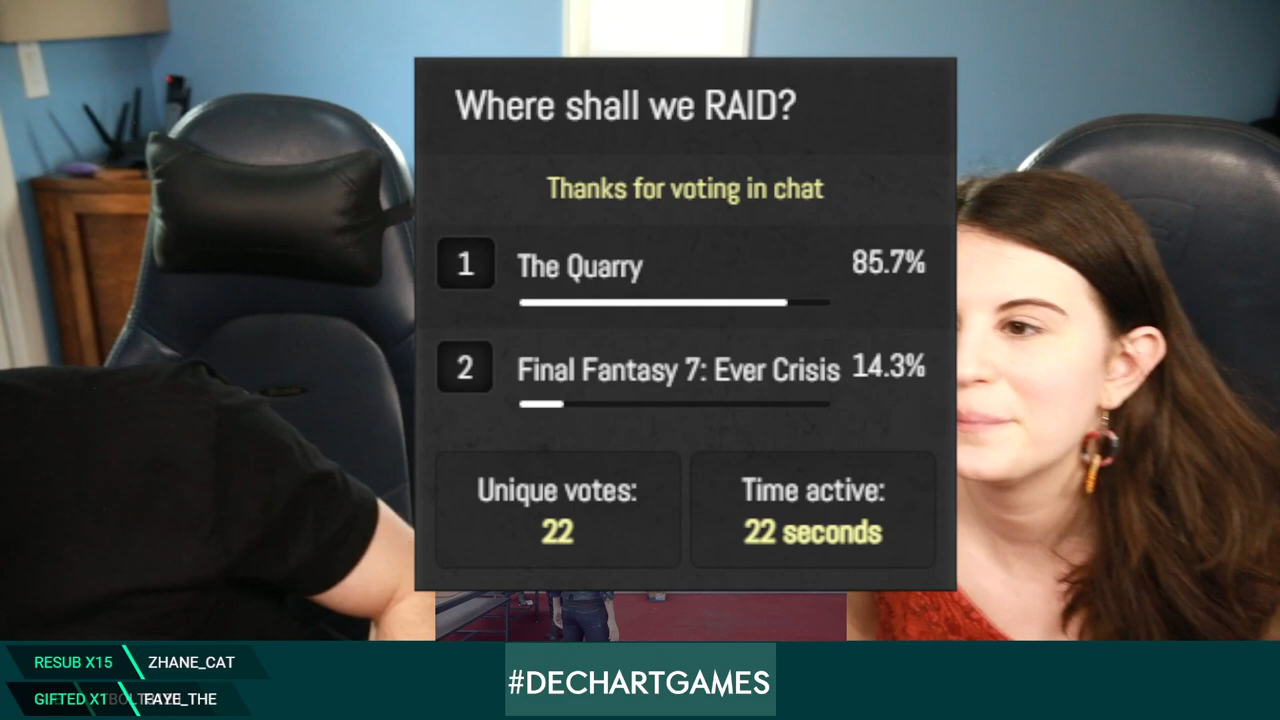 Where shall we RAID?
Thanks for voting in chat
1 The Quarry 85.7%
2 Final Fantasy 7: Ever Crisis 14.3%
Unique votes: Time active:
22 22 seconds
RESUB X15 ZHANE_CAT
GIFTED X1 FAYE_THE
#DECHARTGAMES